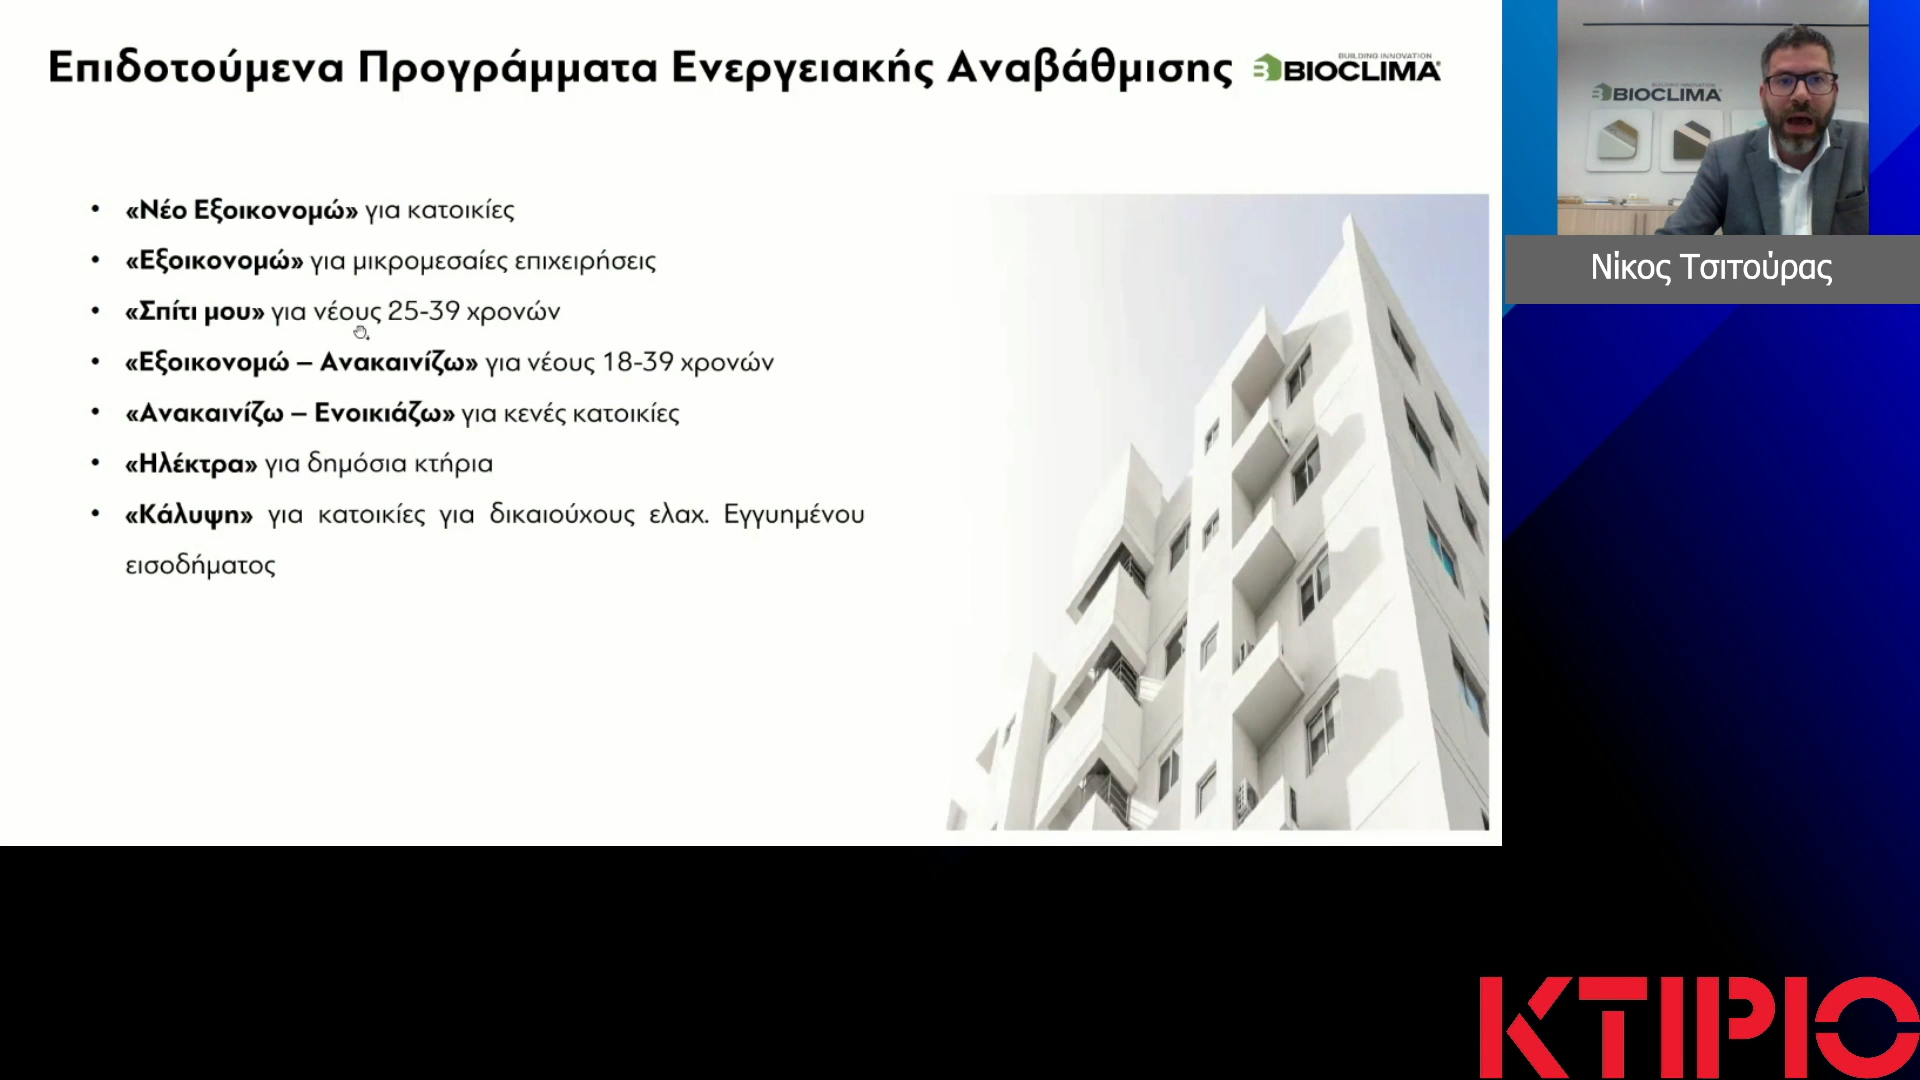 Επιδοτούμενα Προγράμματα Ενεργειακής Αναβάθμισης
BUILDING INNOVATION
BIOCLIMA
• «Νέο Εξοικονομώ» για κατοικίες
• «Εξοικονομώ» για μικρομεσαίες επιχειρήσεις
• «Σπίτι μου» για νέους 25-39 χρονών
• «Εξοικονομώ – Ανακαινίζω» για νέους 18-39 χρονών
• «Ανακαινίζω – Ενοικιάζω» για κενές κατοικίες
• «Ηλέκτρα» για δημόσια κτήρια
• «Κάλυψη» για κατοικίες για δικαιούχους ελαχ. Εγγυημένου
εισοδήματος
BIOCLIMA
Νίκος Τσιτούρας
ΚΤΙΡΙΟ